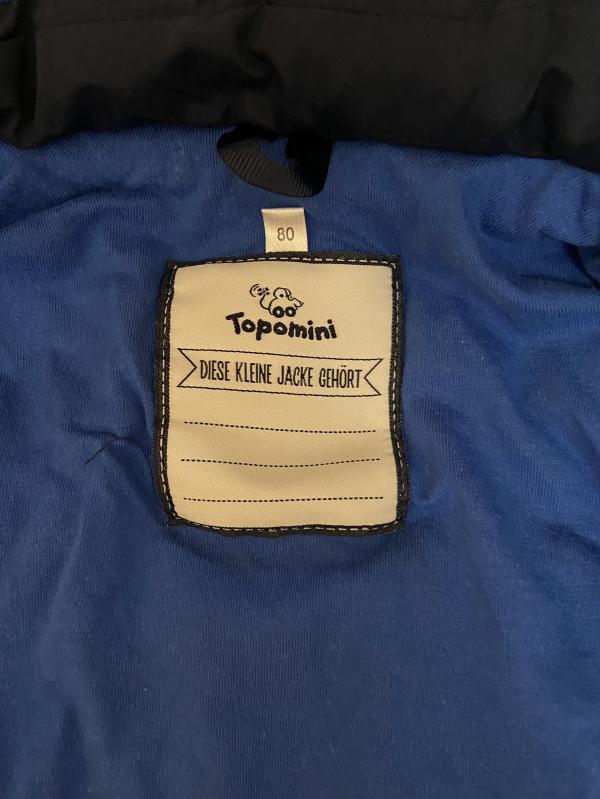 80
Topomini
DIESE KLEINE JACKE GEHÖRT